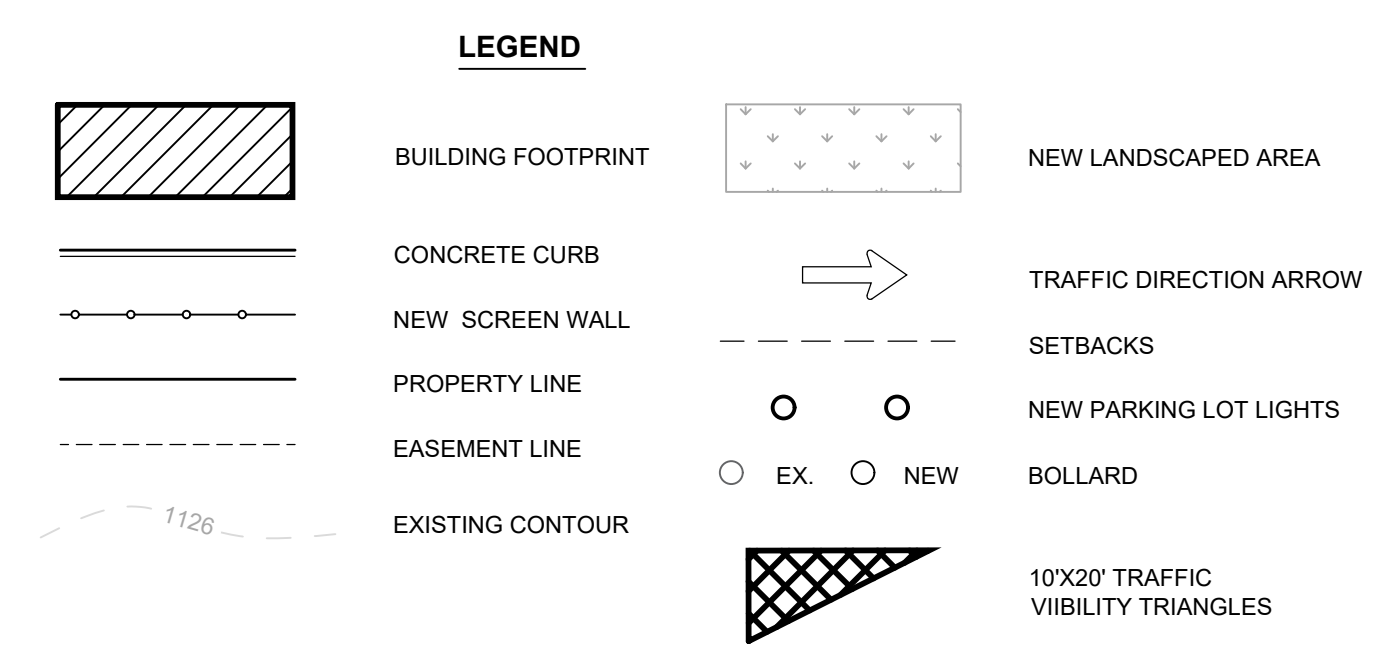 LEGEND
BUILDING FOOTPRINT
CONCRETE CURB
NEW SCREEN WALL
PROPERTY LINE
EASEMENT LINE
1126
EXISTING CONTOUR
NEW LANDSCAPED AREA
TRAFFIC DIRECTION ARROW
SETBACKS
NEW PARKING LOT LIGHTS
EX. NEW BOLLARD
10'X20' TRAFFIC
VIIBILITY TRIANGLES